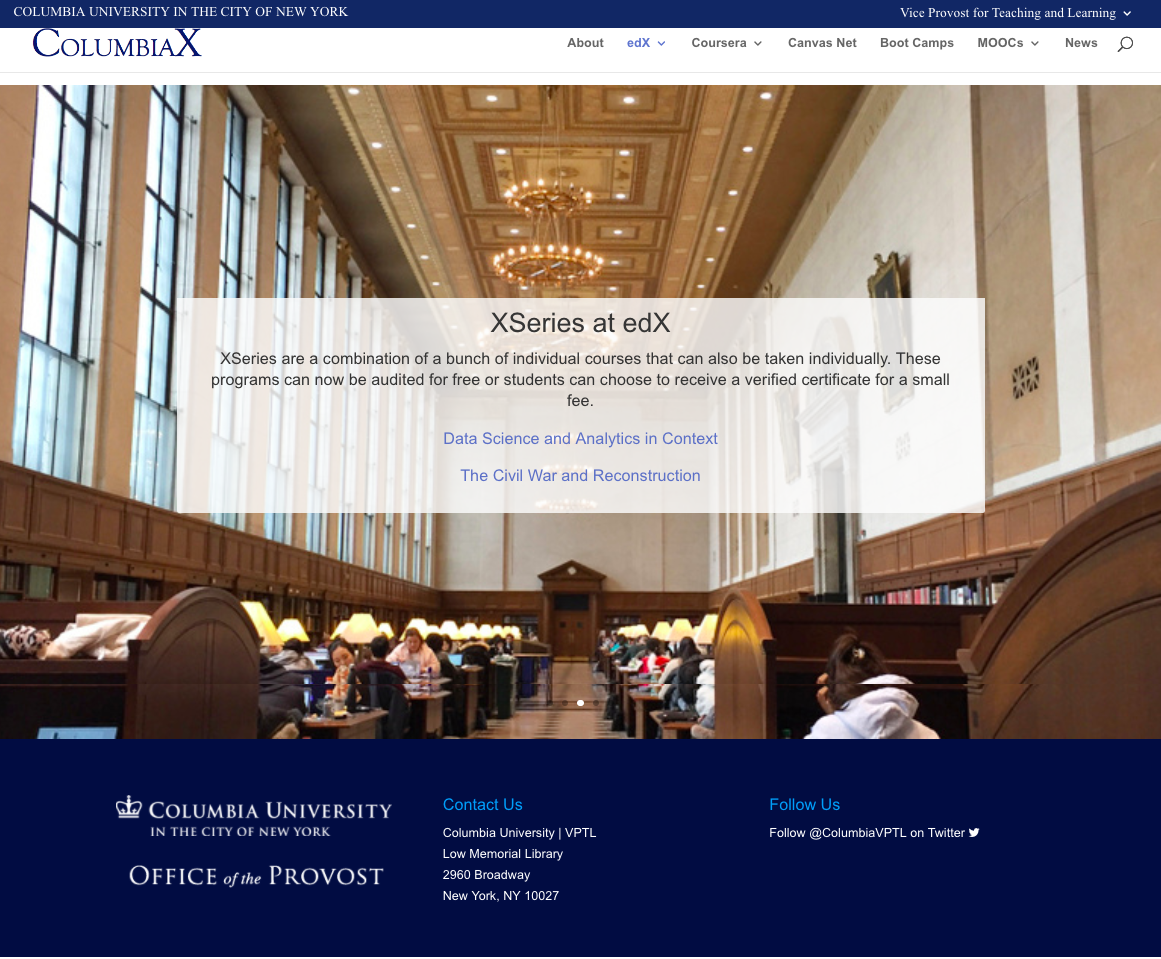 COLUMBIA UNIVERSITY IN THE CITY OF NEW YORK
Vice Provost for Teaching and Learning
COLUMBIAX
About edX Coursera Canvas Net Boot Camps MOOCs News
XSeries at edX
XSeries are a combination of a bunch of individual courses that can also be taken individually. These
programs can now be audited for free or students can choose to receive a verified certificate for a small
fee.
Data Science and Analytics in Context
The Civil War and Reconstruction
COLUMBIA UNIVERSITY
IN THE CITY OF NEW YORK
OFFICE of the PROVOST
Contact Us
Columbia University | VPTL
Low Memorial Library
2960 Broadway
New York, NY 10027
Follow Us
Follow @ColumbiaVPTL on Twitter